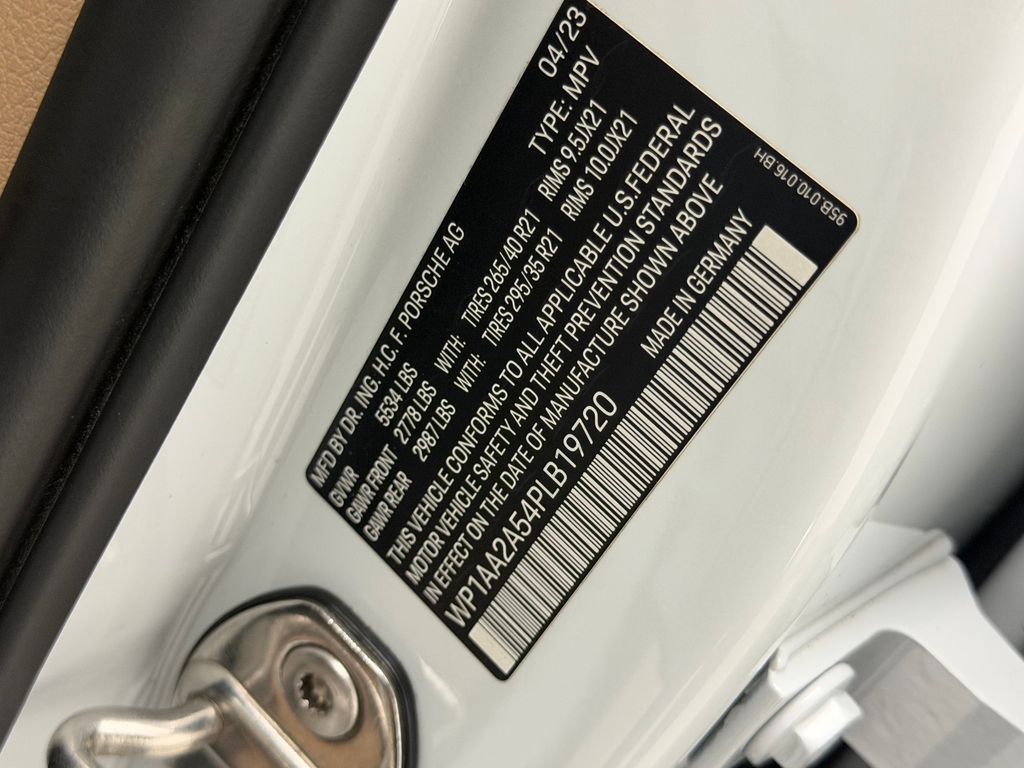 MFD BY DR. ING. H.C. F. PORSCHE AG 04/23
GVWR 5534 LBS TYPE: MPV
GAWR FRONT 2778 LBS WITH: TIRES 265/40 R21 RIMS 9.5JX21
GAWR REAR 2987 LBS WITH: TIRES 295/35 R21 RIMS 10.0JX21
THIS VEHICLE CONFORMS TO ALL APPLICABLE U.S.FEDERAL
MOTOR VEHICLE SAFETY AND THEFT PREVENTION STANDARDS
IN EFFECT ON THE DATE OF MANUFACTURE SHOWN ABOVE
WP1AA2A54PLB19720 MADE IN GERMANY
95B.010.016.BH